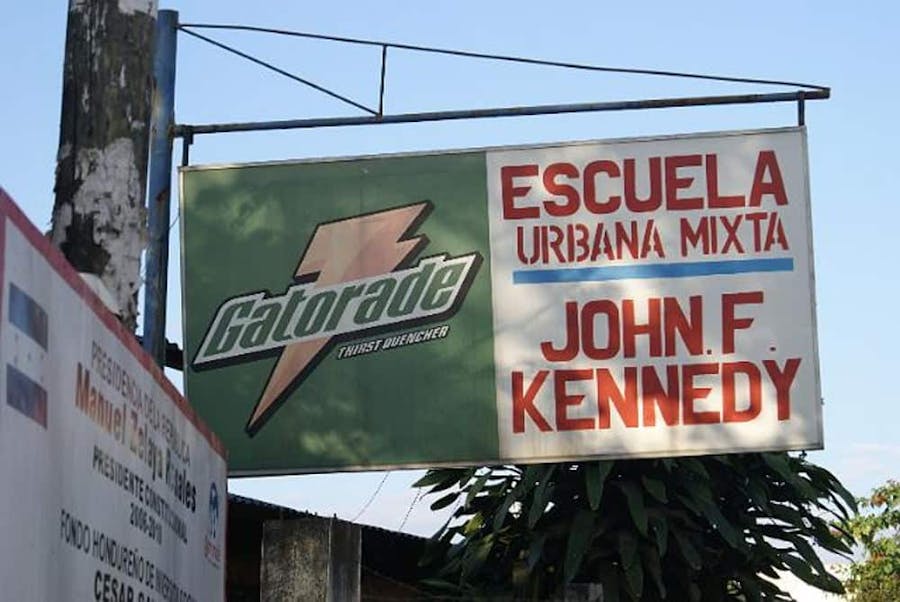 Gatorade
THIRST QUENCHER
ESCUELA
URBANA MIXTA
JOHN.F.
KENNEDY
PRESIDENCIA DE LA REPUBLICA
Manuel Zelaya Rosales
PRESIDENTE CONSTITUCIONAL
2006-2010
FONDO HONDUREÑO DE INVERSION
CESAR